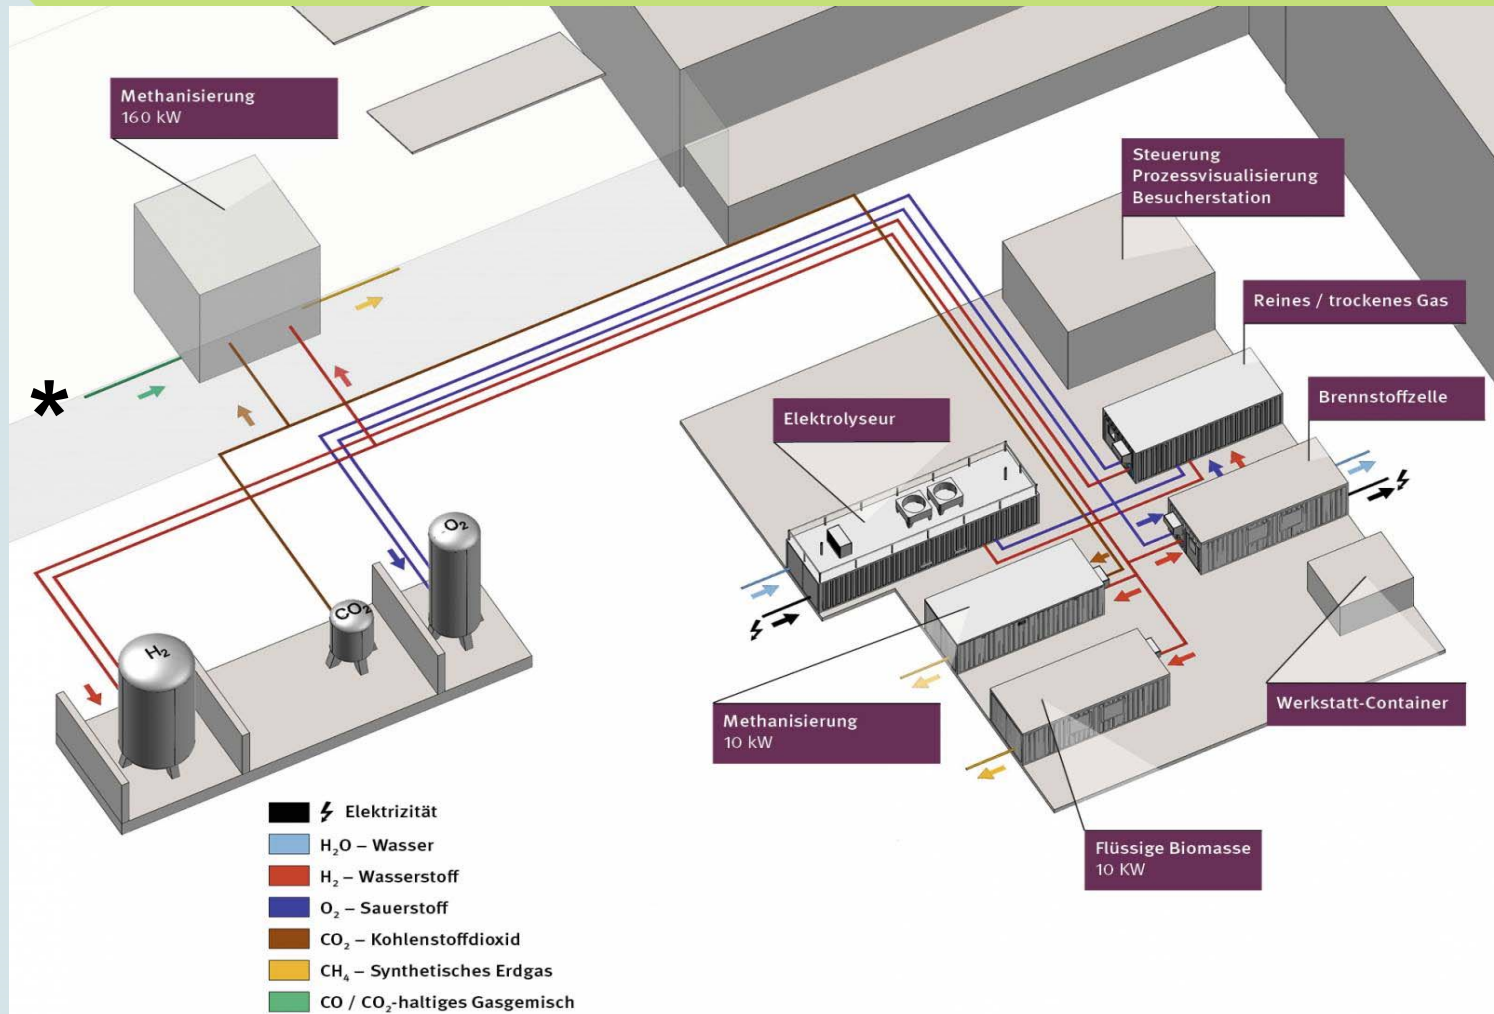 Methanisierung
160 kW
Steuerung
Prozessvisualisierung
Besucherstation
Reines / trockenes Gas
Brennstoffzelle
Elektrolyseur
*
O₂
CO₂
H₂
Methanisierung
10 kW
Werkstatt-Container
Flüssige Biomasse
10 KW
Elektrizität
H₂O – Wasser
H₂ – Wasserstoff
O₂ – Sauerstoff
CO₂ – Kohlenstoffdioxid
CH₄ – Synthetisches Erdgas
CO / CO₂-haltiges Gasgemisch